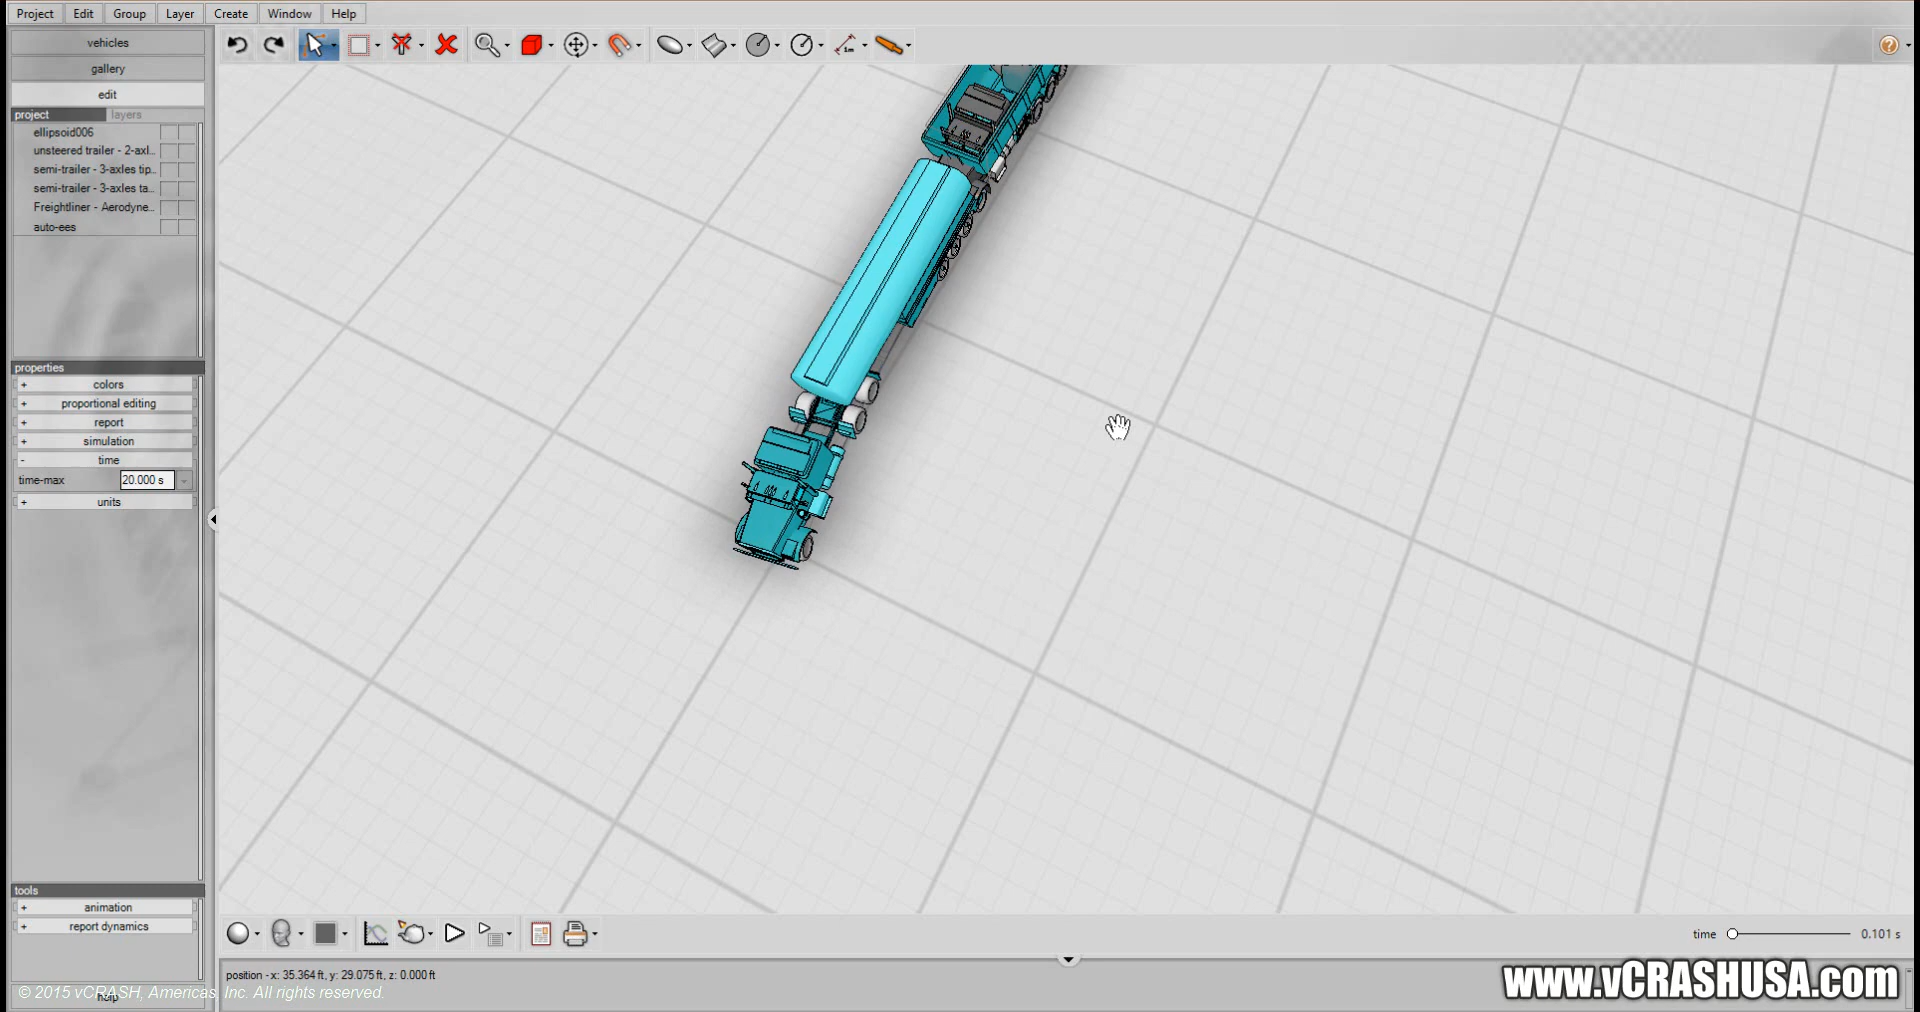 Project Edit Group Layer Create Window Help
vehicles
gallery
edit
project layers
ellipsoid006
unsteered trailer - 2-axl..
semi-trailer - 3-axles tip..
semi-trailer - 3-axles ta...
Freightliner - Aerodyne...
auto-ees
properties
+ colors
+ proportional editing
+ report
+ simulation
- time
time-max 20.000 s
+ units
tools
+ animation
+ report dynamics
help
1m
time 0.101 s
position - x: 35.364 ft, y: 29.075 ft, z: 0.000 ft
© 2015 vCRASH, Americas, Inc. All rights reserved.
www.vCRASHUSA.com